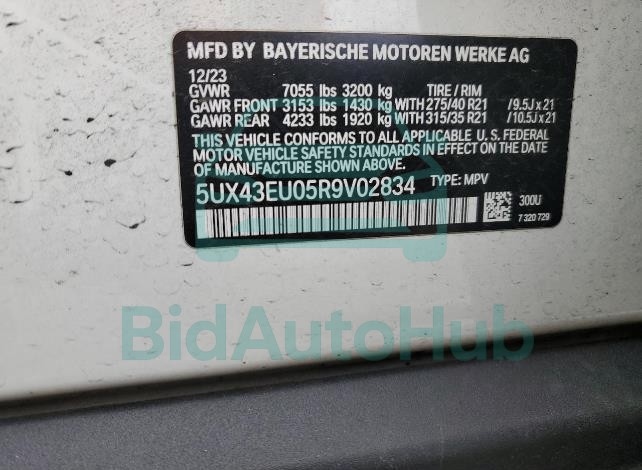 MFD BY BAYERISCHE MOTOREN WERKE AG
12/23
GVWR 7055 lbs 3200 kg TIRE / RIM
GAWR FRONT 3153 lbs 1430 kg WITH 275/40 R21 /9.5J x 21
GAWR REAR 4233 lbs 1920 kg WITH 315/35 R21 /10.5J x 21
THIS VEHICLE CONFORMS TO ALL APPLICABLE U. S. FEDERAL
MOTOR VEHICLE SAFETY STANDARDS IN EFFECT ON THE DATE
OF MANUFACTURE SHOWN ABOVE.
5UX43EU05R9V02834 TYPE: MPV
300U
7 320 729
BidAutoHub